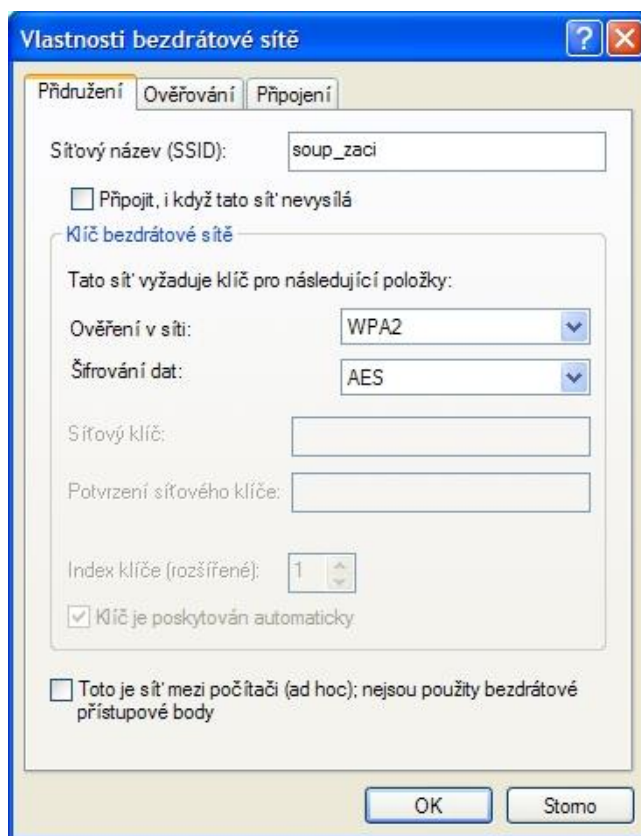 Vlastnosti bezdrátové sítě
Přidružení Ověřování Připojení
Síťový název (SSID): soup_zaci
Připojit, i když tato síť nevysílá
Klíč bezdrátové sítě
Tato síť vyžaduje klíč pro následující položky:
Ověření v síti: WPA2
Šifrování dat: AES
Síťový klíč:
Potvrzení síťového klíče:
Index klíče (rozšířené): 1
Klíč je poskytován automaticky
Toto je síť mezi počítači (ad hoc); nejsou použity bezdrátové
přístupové body
OK Storno